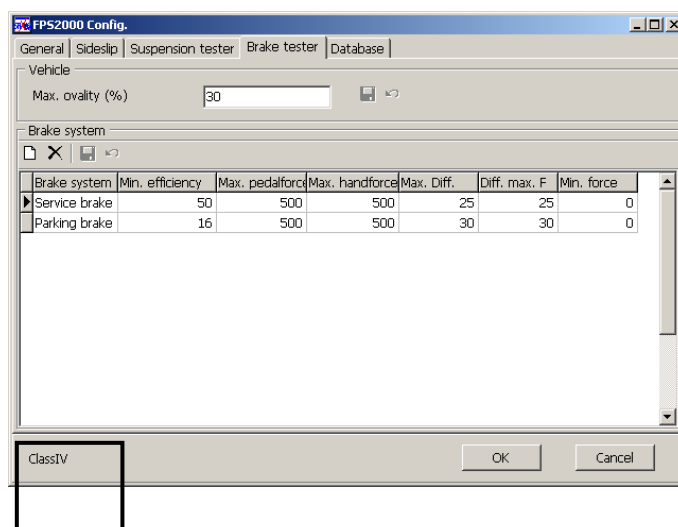 FPS2000 Config.
General Sideslip Suspension tester Brake tester Database
Vehicle
Max. ovality (%) 30
Brake system
Brake system Min. efficiency Max. pedalforce Max. handforce Max. Diff. Diff. max. F Min. force
Service brake 50 500 500 25 25 0
Parking brake 16 500 500 30 30 0
ClassIV OK Cancel